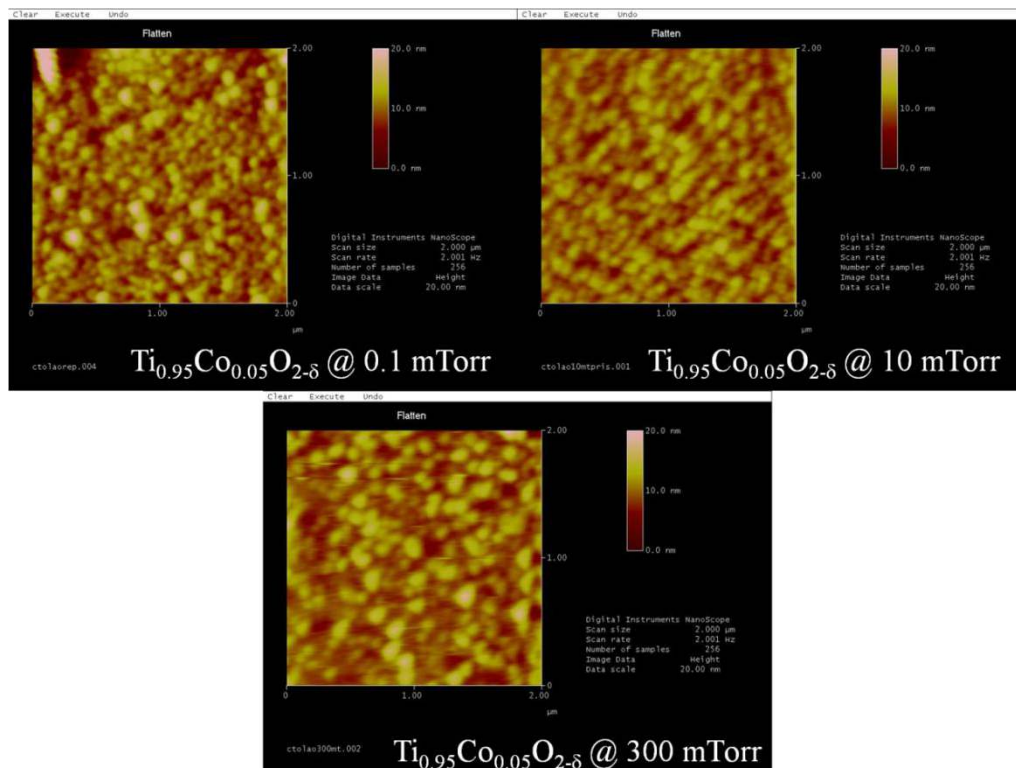 Clear Execute Undo
Flatten
2.00
1.00
0
0 1.00 2.00
µm
20.0 nm
10.0 nm
0.0 nm
Digital Instruments NanoScope
Scan size 2.000 µm
Scan rate 2.001 Hz
Number of samples 256
Image Data Height
Data scale 20.00 nm
ctolaorep.004
Ti0.95Co0.05O2-δ @ 0.1 mTorr
Clear Execute Undo
Flatten
2.00
1.00
0
0 1.00 2.00
µm
20.0 nm
10.0 nm
0.0 nm
Digital Instruments NanoScope
Scan size 2.000 µm
Scan rate 2.001 Hz
Number of samples 256
Image Data Height
Data scale 20.00 nm
ctolao10mtpris.001
Ti0.95Co0.05O2-δ @ 10 mTorr
Clear Execute Undo
Flatten
2.00
1.00
0
0 1.00 2.00
µm
20.0 nm
10.0 nm
0.0 nm
Digital Instruments NanoScope
Scan size 2.000 µm
Scan rate 2.001 Hz
Number of samples 256
Image Data Height
Data scale 20.00 nm
ctolao300mt.002
Ti0.95Co0.05O2-δ @ 300 mTorr